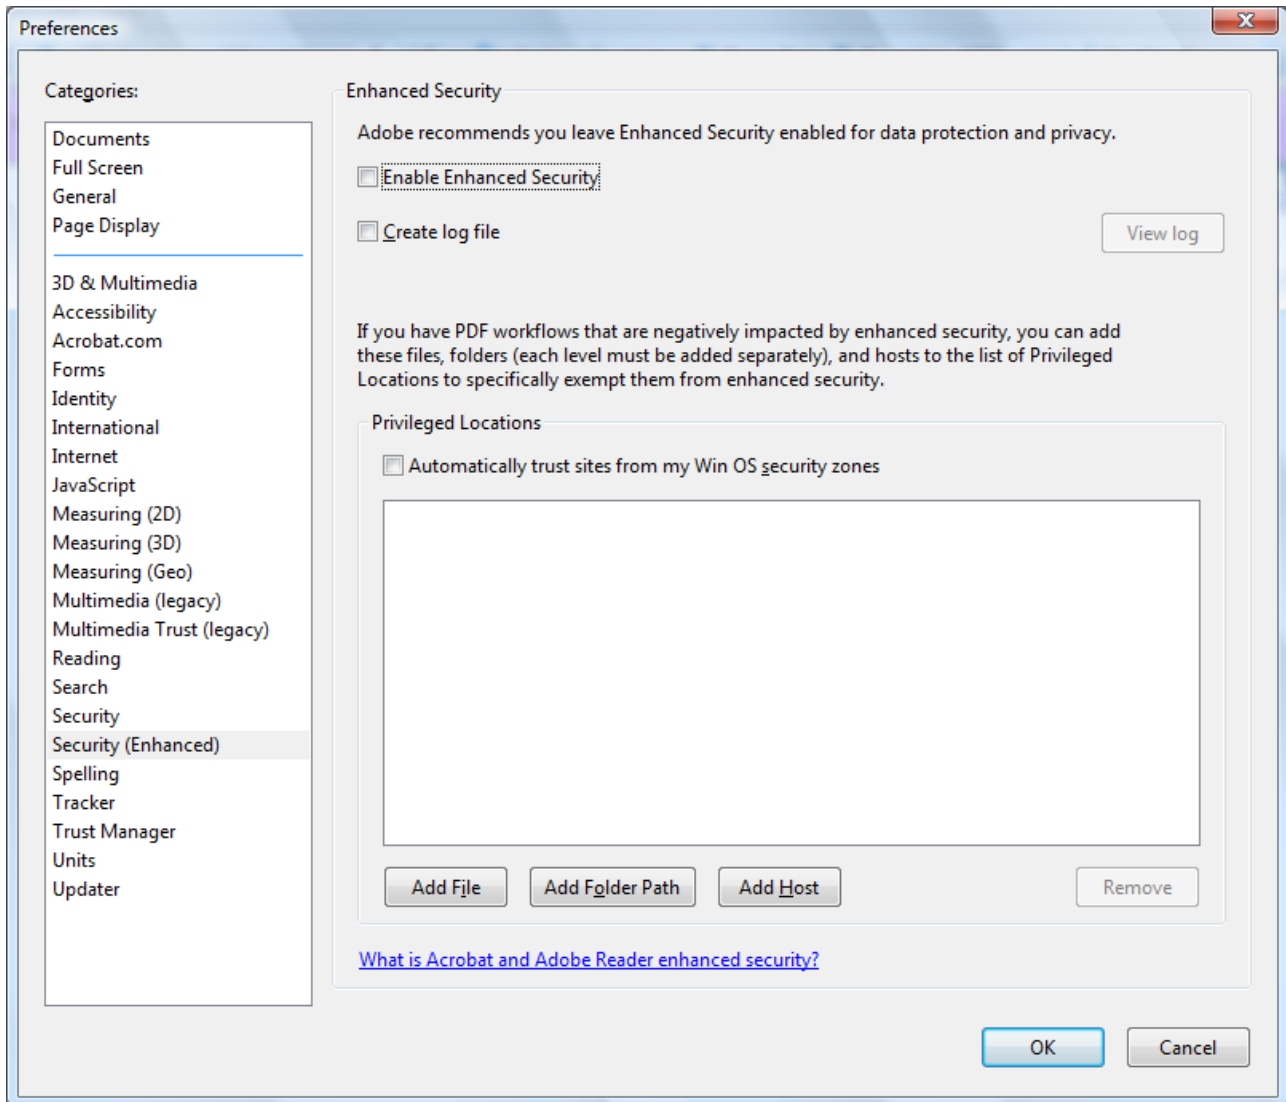 Preferences
Categories:
Documents
Full Screen
General
Page Display
3D & Multimedia
Accessibility
Acrobat.com
Forms
Identity
International
Internet
JavaScript
Measuring (2D)
Measuring (3D)
Measuring (Geo)
Multimedia (legacy)
Multimedia Trust (legacy)
Reading
Search
Security
Security (Enhanced)
Spelling
Tracker
Trust Manager
Units
Updater
Enhanced Security
Adobe recommends you leave Enhanced Security enabled for data protection and privacy.
Enable Enhanced Security
Create log file
View log
If you have PDF workflows that are negatively impacted by enhanced security, you can add
these files, folders (each level must be added separately), and hosts to the list of Privileged
Locations to specifically exempt them from enhanced security.
Privileged Locations
Automatically trust sites from my Win OS security zones
Add File
Add Folder Path
Add Host
Remove
What is Acrobat and Adobe Reader enhanced security?
OK
Cancel